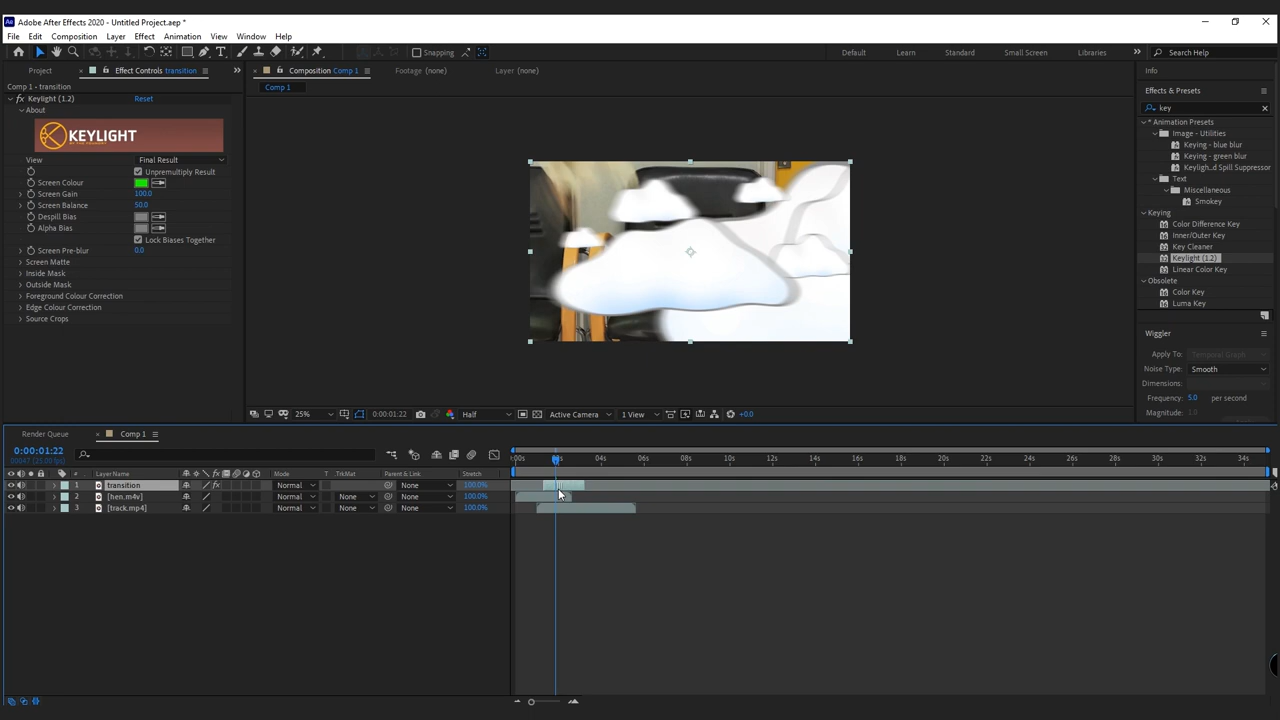 Ae Adobe After Effects 2020 - Untitled Project.aep *
File Edit Composition Layer Effect Animation View Window Help
Snapping Default Learn Standard Small Screen Libraries Search Help
Project Effect Controls transition Composition Comp 1 Footage (none) Layer (none) Info
Comp 1 - transition Comp 1 Effects & Presets
fx Keylight (1.2) Reset key
About * Animation Presets
KEYLIGHT Image - Utilities
Keying - blue blur
Keying - green blur
View Final Result Keyligh...d Spill Suppressor
Unpremultiply Result Text
Screen Colour Miscellaneous
Screen Gain 100.0 Smokey
Screen Balance 50.0 Keying
Despill Bias Color Difference Key
Alpha Bias Inner/Outer Key
Lock Biases Together Key Cleaner
Screen Pre-blur 0.0 Keylight (1.2)
Screen Matte Linear Color Key
Inside Mask Obsolete
Outside Mask Color Key
Foreground Colour Correction Luma Key
Edge Colour Correction
Source Crops
Wiggler
Apply To: Temporal Graph
Noise Type: Smooth
Dimensions:
Frequency: 5.0 per second
Magnitude: 1.0
25% 0:00:01:22 Half Active Camera 1 View +0.0
Render Queue Comp 1
0:00:01:22
00047 (25.00 fps)
:00s 02s 04s 06s 08s 10s 12s 14s 16s 18s 20s 22s 24s 26s 28s 30s 32s 34s
# Layer Name Mode T .TrkMat Parent & Link Stretch
1 transition fx Normal None 100.0%
2 [hen.m4v] Normal None None 100.0%
3 [track.mp4] Normal None None 100.0%